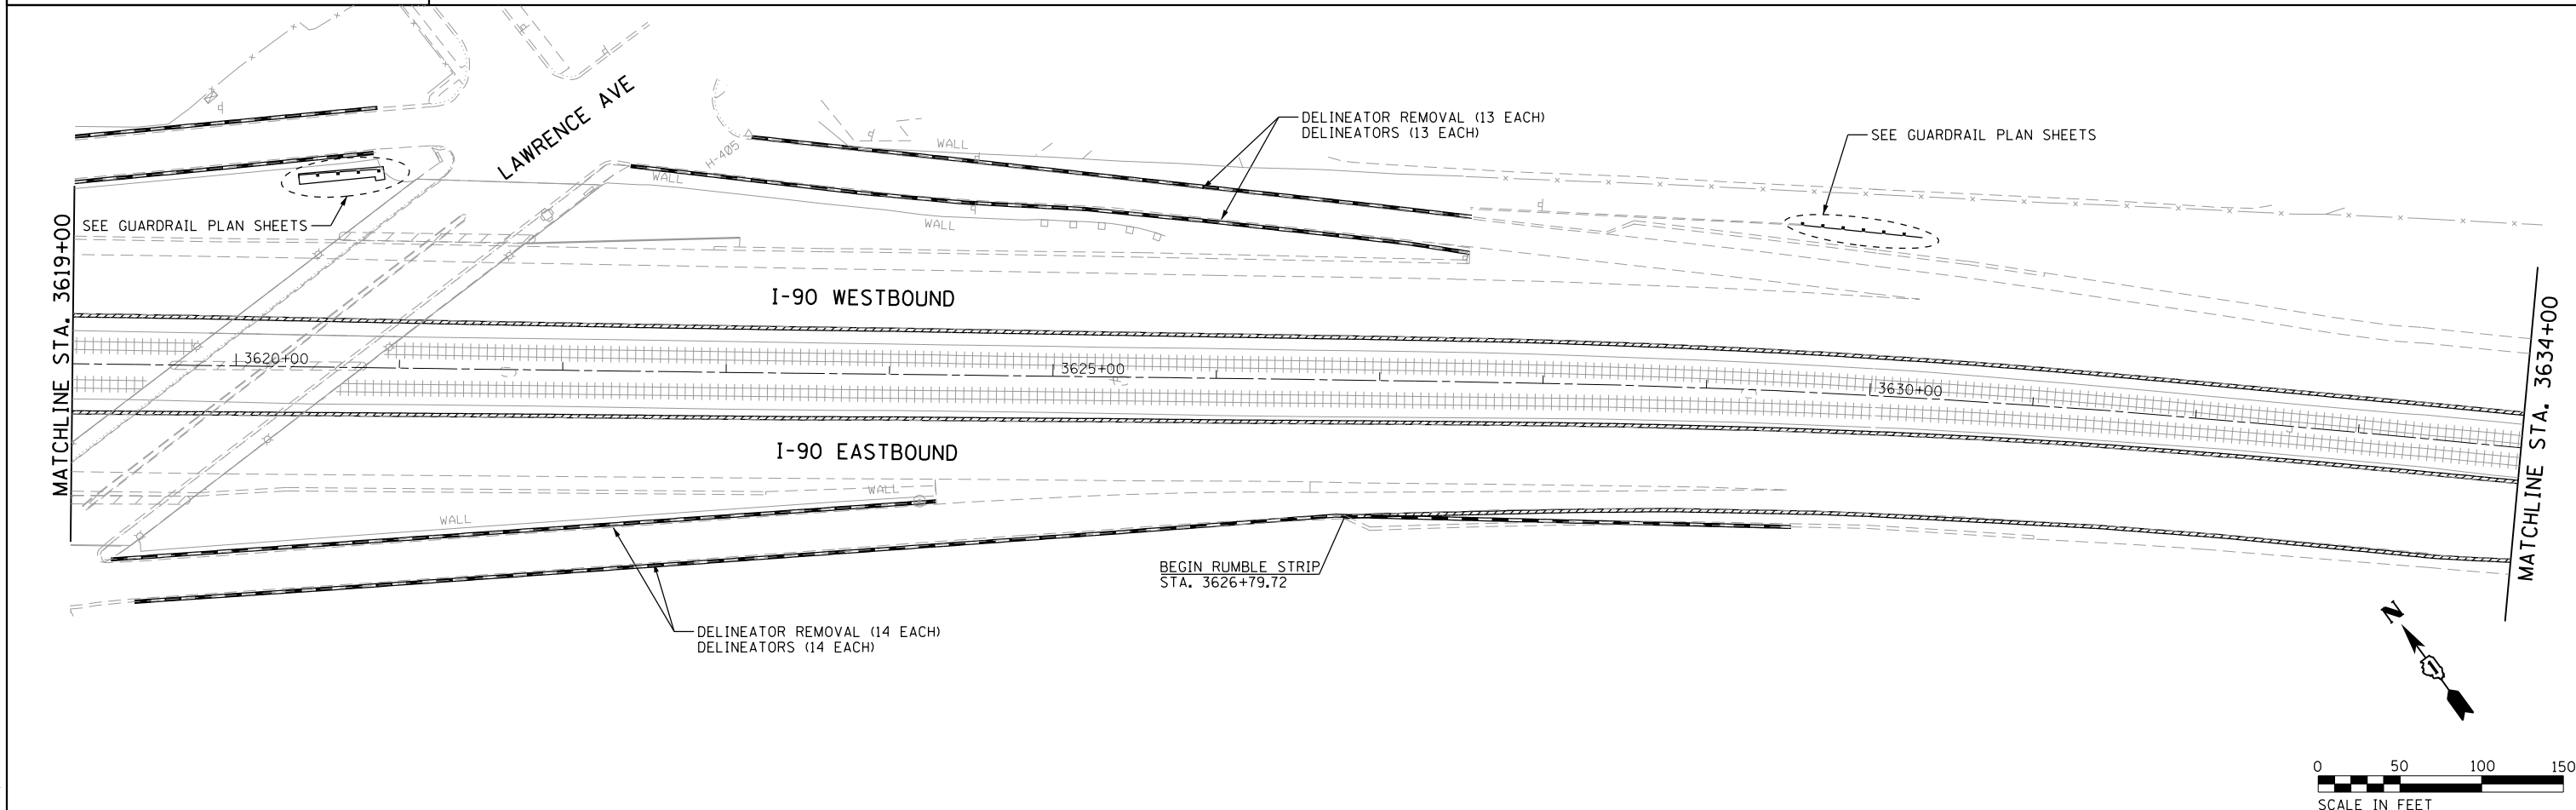 LAWRENCE AVE
H-405
WALL
DELINEATOR REMOVAL (13 EACH)
DELINEATORS (13 EACH)
SEE GUARDRAIL PLAN SHEETS
WALL
SEE GUARDRAIL PLAN SHEETS
WALL
MATCHLINE STA. 3619+00
I-90 WESTBOUND
3620+00
3625+00
3630+00
MATCHLINE STA. 3634+00
I-90 EASTBOUND
WALL
WALL
BEGIN RUMBLE STRIP
STA. 3626+79.72
DELINEATOR REMOVAL (14 EACH)
DELINEATORS (14 EACH)
N
0 50 100 150
SCALE IN FEET